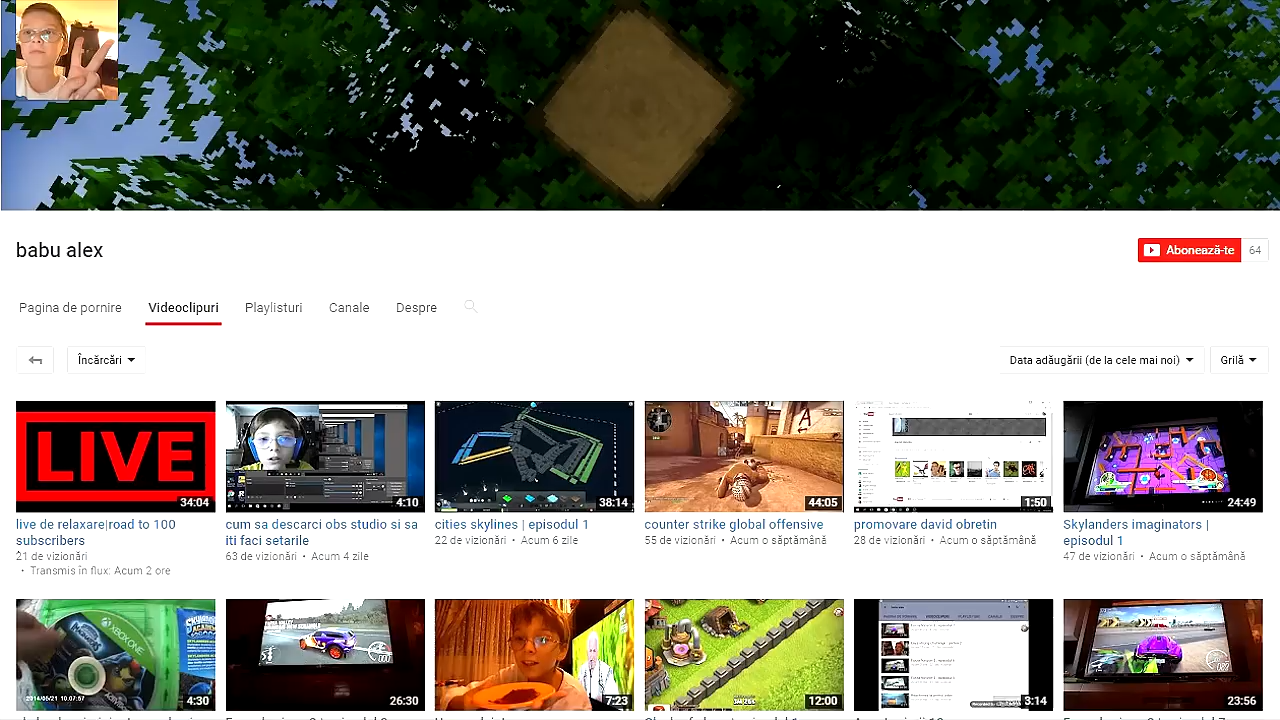 babu alex
Abonează-te 64
Pagina de pornire Videoclipuri Playlisturi Canale Despre
Încărcări
Data adăugării (de la cele mai noi) Grilă
LIVE
34:04 4:10 38:14 44:05 1:50 24:49
live de relaxare|road to 100 subscribers
21 de vizionări
• Transmis în flux: Acum 2 ore
cum sa descarci obs studio si sa iti faci setarile
63 de vizionări • Acum 4 zile
cities skylines | episodul 1
22 de vizionări • Acum 6 zile
counter strike global offensive
55 de vizionări • Acum o săptămână
promovare david obretin
28 de vizionări • Acum o săptămână
Skylanders imaginators | episodul 1
47 de vizionări • Acum o săptămână
4:30 26:30 7:23 12:00 3:14 23:56